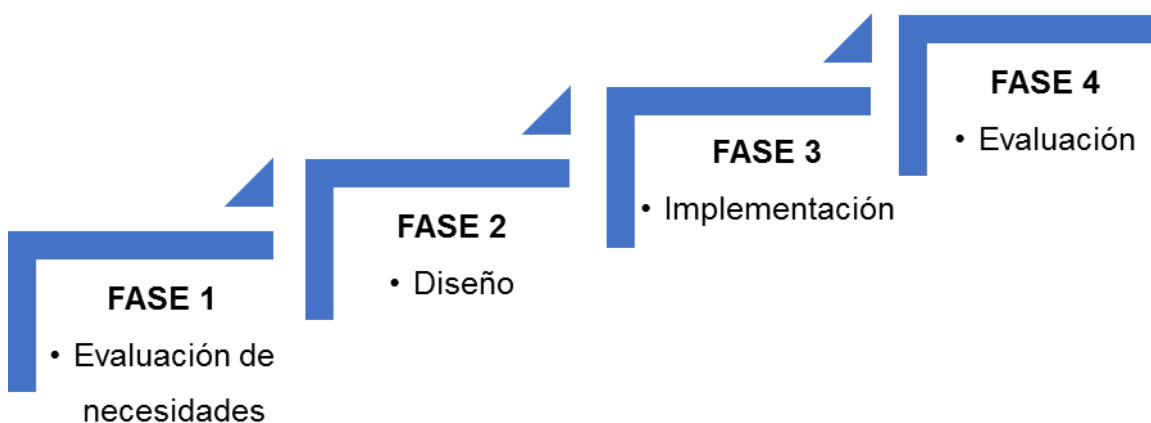 FASE 1
• Evaluación de
necesidades
FASE 2
• Diseño
FASE 3
• Implementación
FASE 4
• Evaluación